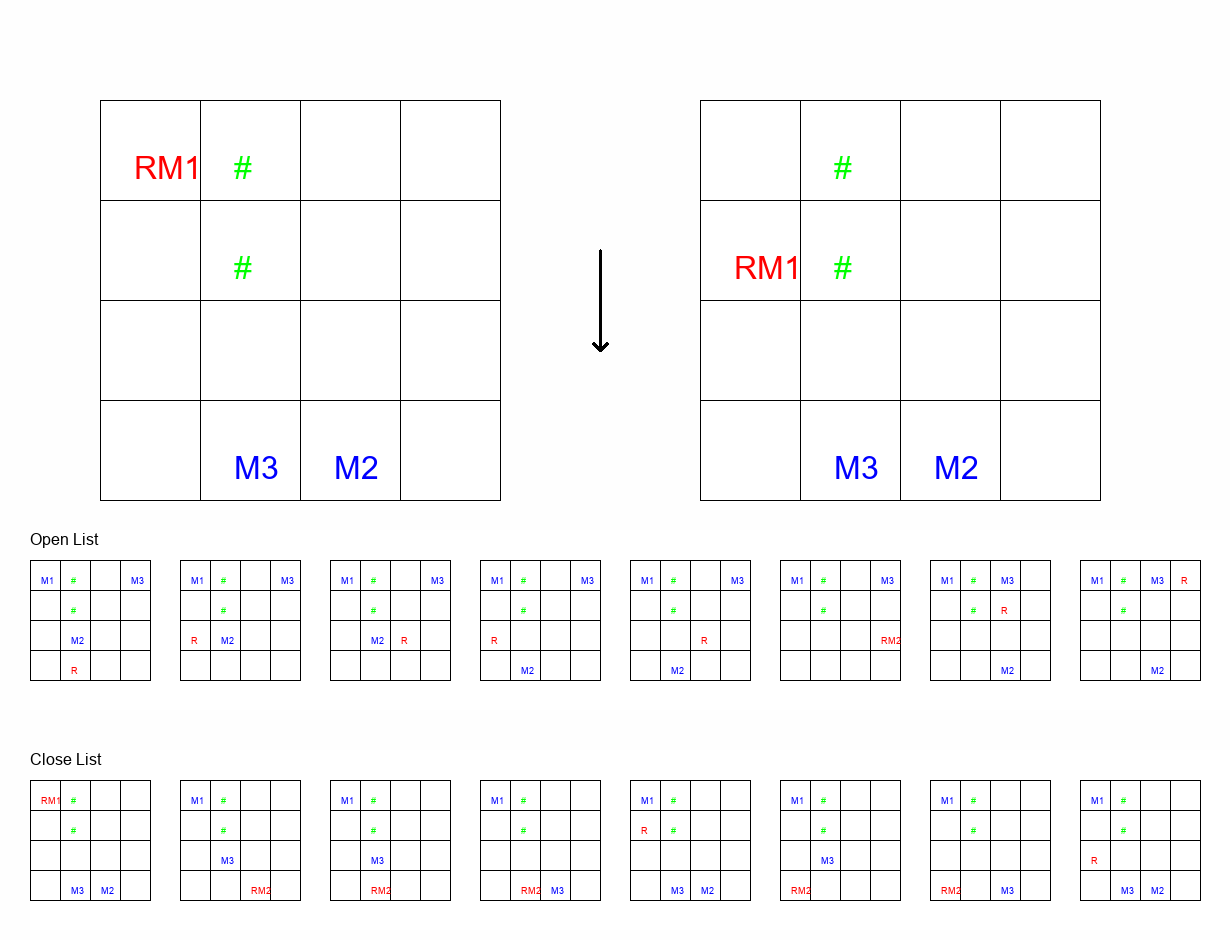 RM1 # #
# RM1 #
M3 M2 M3 M2
Open List
M1 # M3 M1 # M3 M1 # M3 M1 # M3 M1 # M3 M1 # M3 M1 # M3 M1 # M3 R
# # # # # # # R #
M2 R M2 M2 R R R RM2
R M2 M2 M2 M2
Close List
RM1 # M1 # M1 # M1 # M1 # M1 # M1 # M1 #
# # # # R # # # #
M3 M3 M3 R
M3 M2 RM2 RM2 RM2 M3 M3 M2 RM2 RM2 M3 M3 M2